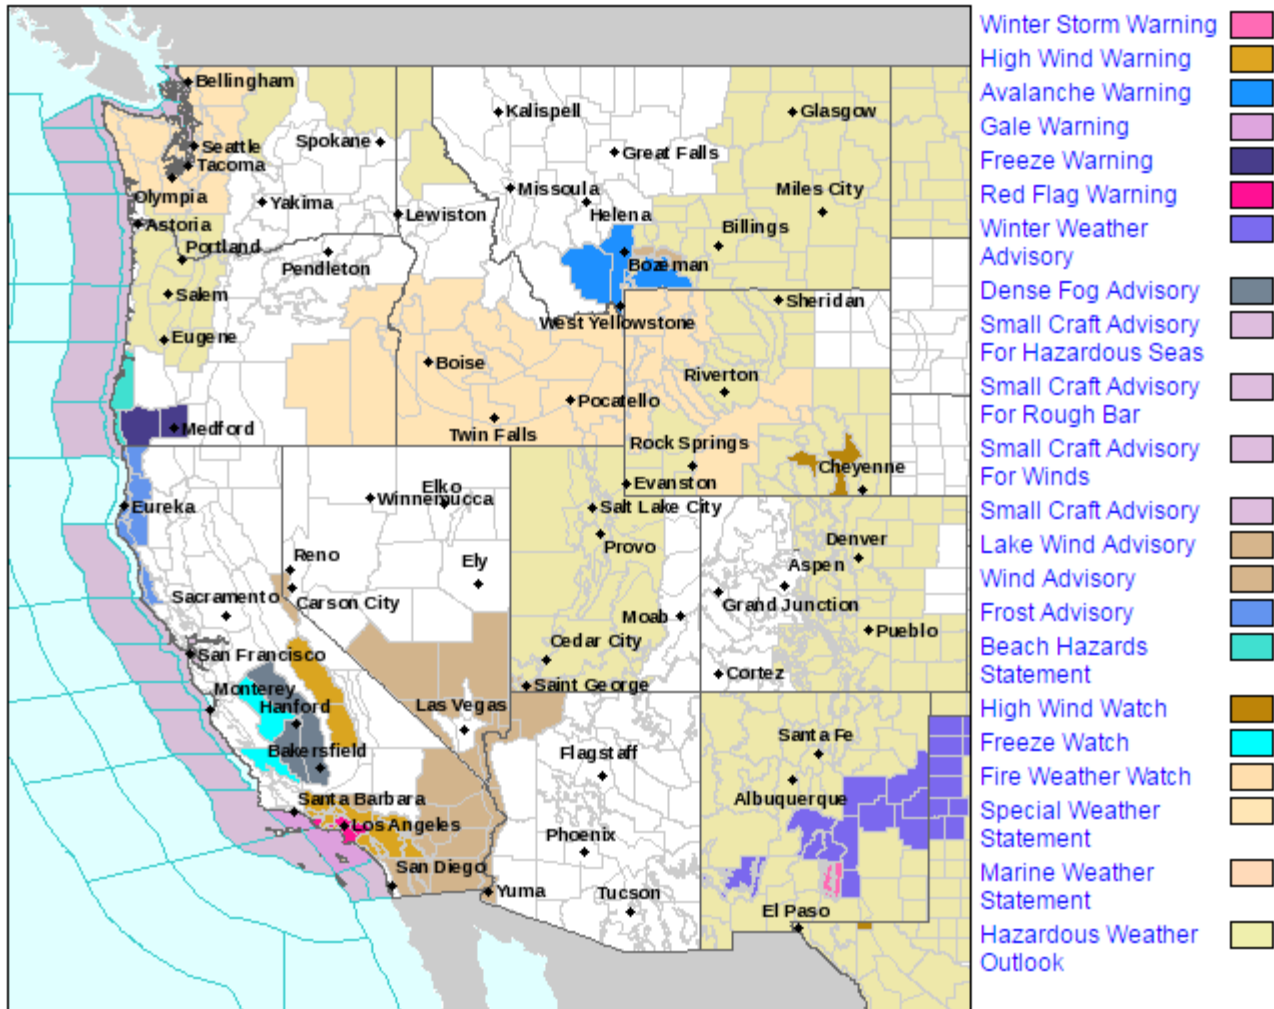 Bellingham
Seattle
Tacoma
Olympia
Astoria
Portland
Salem
Eugene
Medford
Spokane
Yakima
Lewiston
Pendleton
Kalispell
Great Falls
Missoula
Helena
Bozeman
West Yellowstone
Glasgow
Miles City
Billings
Sheridan
Boise
Pocatello
Twin Falls
Riverton
Rock Springs
Evanston
Cheyenne
Eureka
Elko
Winnemucca
Reno
Ely
Carson City
Sacramento
San Francisco
Monterey
Hanford
Bakersfield
Las Vegas
Santa Barbara
Los Angeles
San Diego
Yuma
Salt Lake City
Provo
Moab
Cedar City
Saint George
Denver
Aspen
Grand Junction
Pueblo
Cortez
Flagstaff
Phoenix
Tucson
Santa Fe
Albuquerque
El Paso
Winter Storm Warning
High Wind Warning
Avalanche Warning
Gale Warning
Freeze Warning
Red Flag Warning
Winter Weather
Advisory
Dense Fog Advisory
Small Craft Advisory
For Hazardous Seas
Small Craft Advisory
For Rough Bar
Small Craft Advisory
For Winds
Small Craft Advisory
Lake Wind Advisory
Wind Advisory
Frost Advisory
Beach Hazards
Statement
High Wind Watch
Freeze Watch
Fire Weather Watch
Special Weather
Statement
Marine Weather
Statement
Hazardous Weather
Outlook